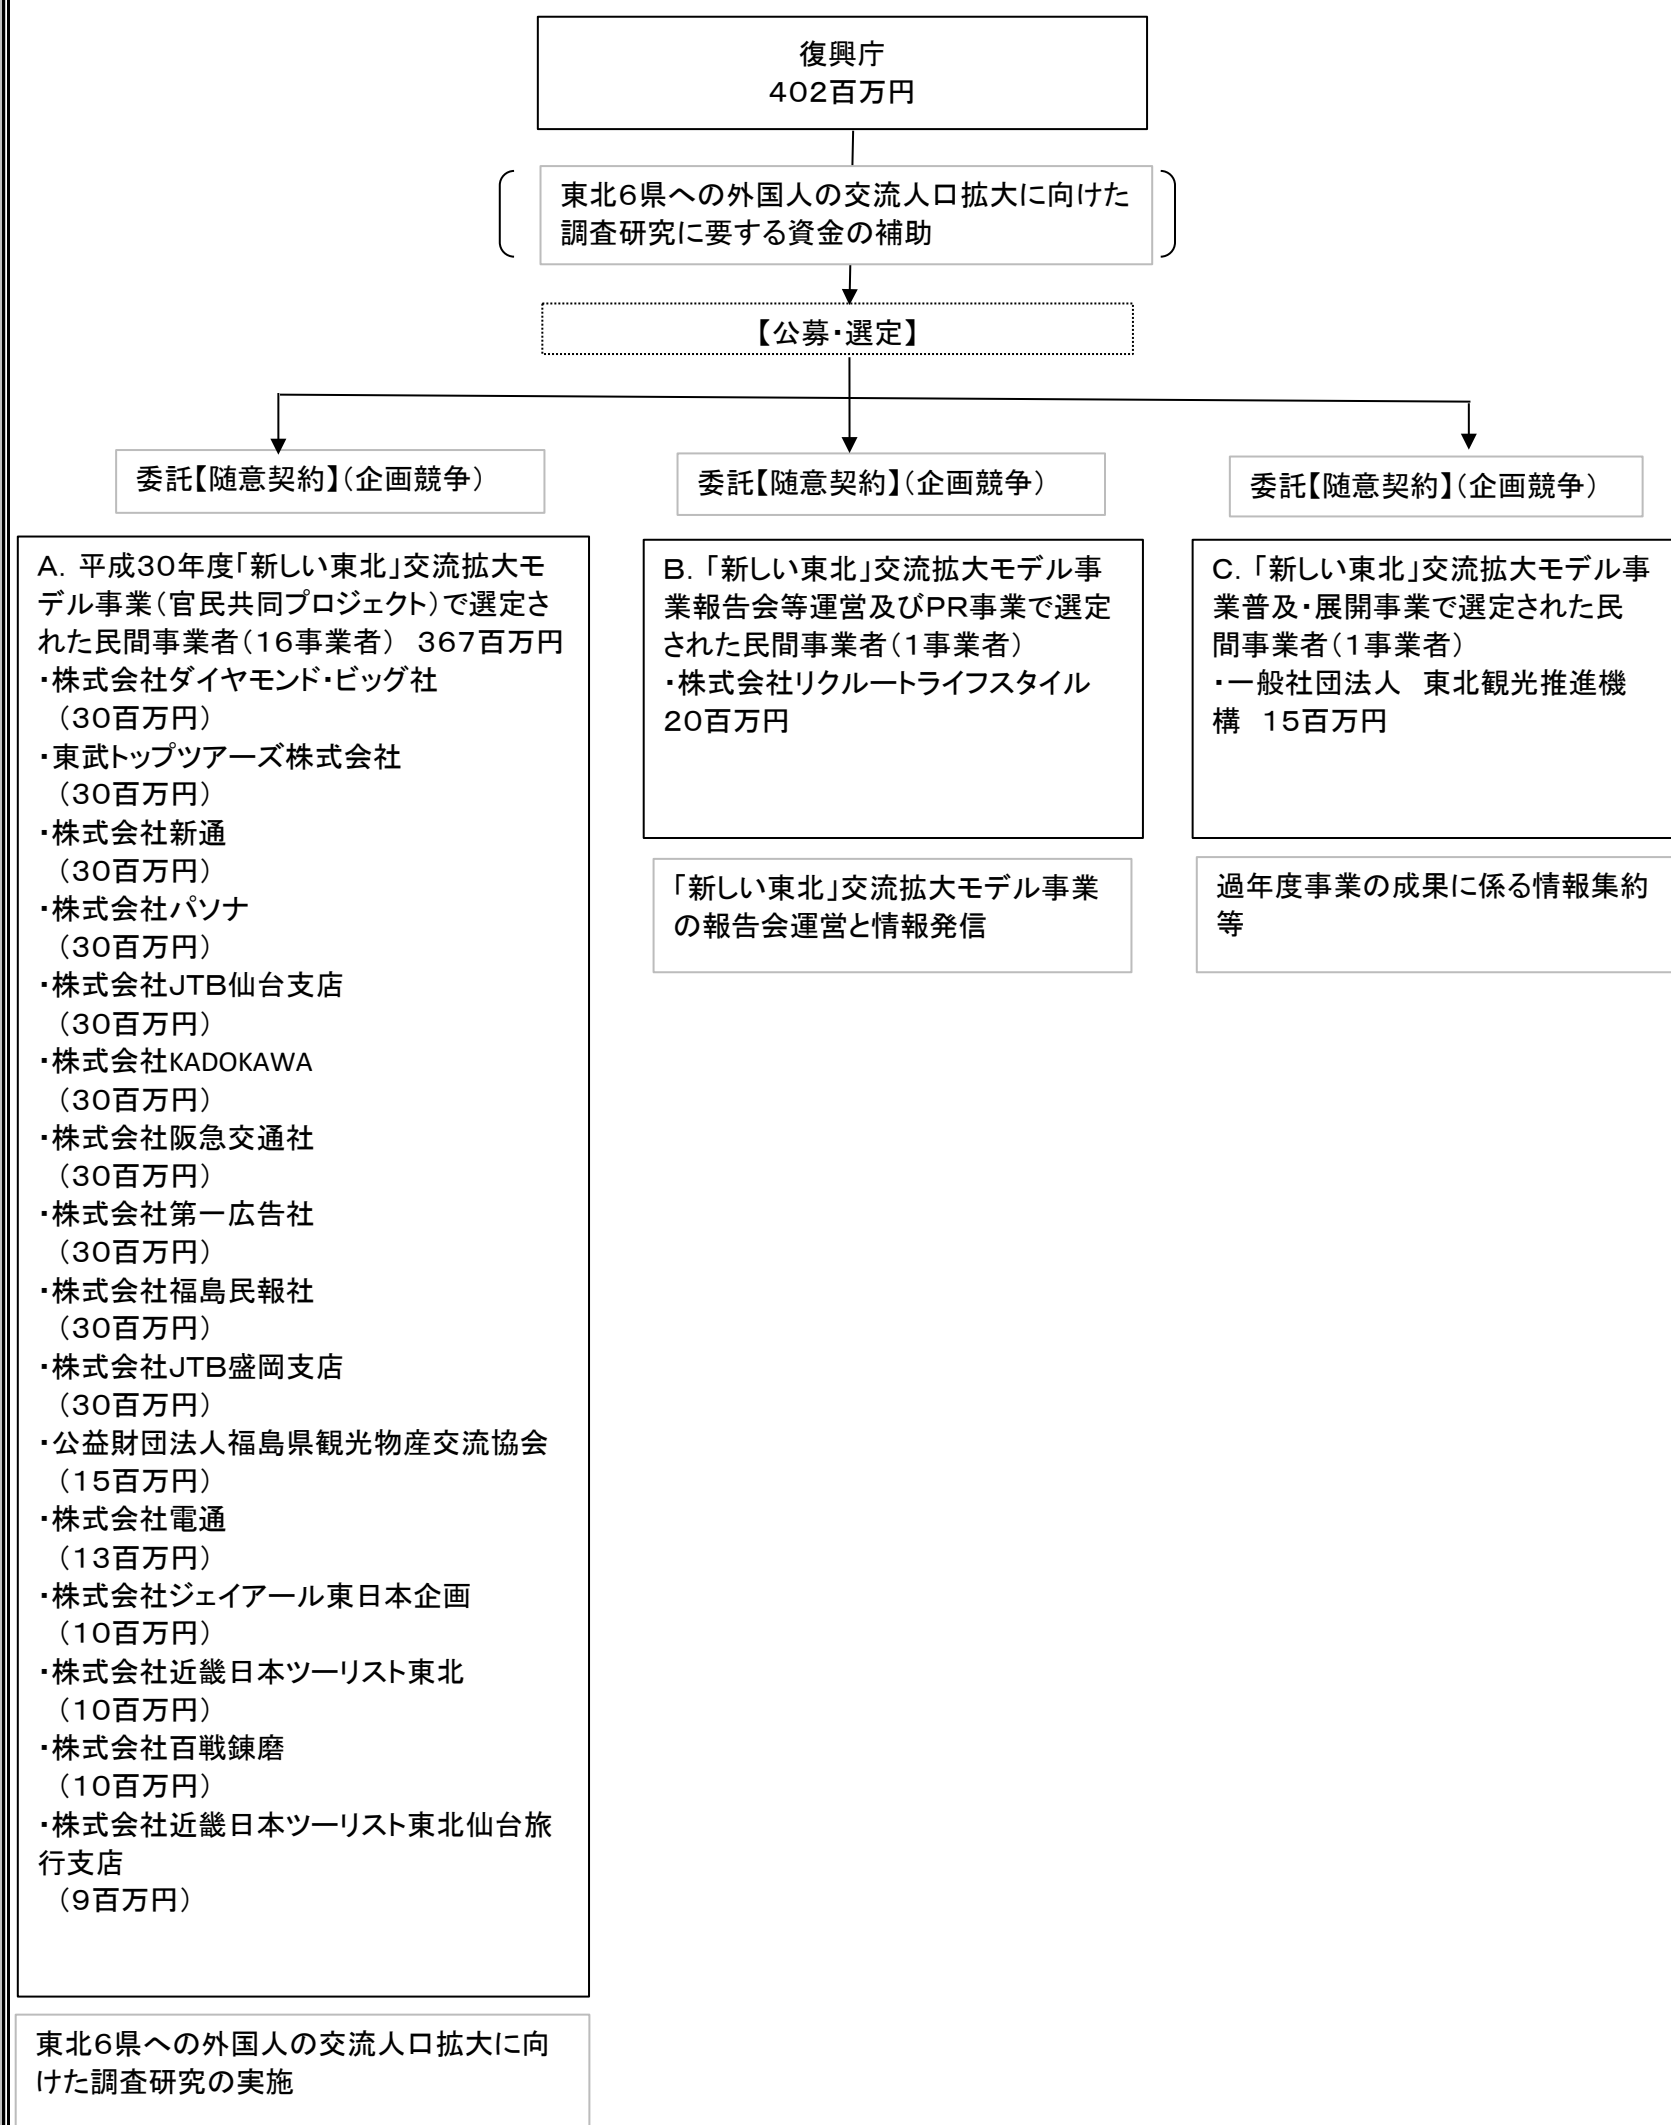 復興庁
402百万円
東北6県への外国人の交流人口拡大に向けた
調査研究に要する資金の補助
【公募・選定】
委託【随意契約】（企画競争）
委託【随意契約】（企画競争）
委託【随意契約】（企画競争）
A．平成30年度「新しい東北」交流拡大モ
デル事業（官民共同プロジェクト）で選定さ
れた民間事業者（16事業者）　367百万円
・株式会社ダイヤモンド・ビッグ社
（30百万円）
・東武トップツアーズ株式会社
（30百万円）
・株式会社新通
（30百万円）
・株式会社パソナ
（30百万円）
・株式会社JTB仙台支店
（30百万円）
・株式会社KADOKAWA
（30百万円）
・株式会社阪急交通社
（30百万円）
・株式会社第一広告社
（30百万円）
・株式会社福島民報社
（30百万円）
・株式会社JTB盛岡支店
（30百万円）
・公益財団法人福島県観光物産交流協会
（15百万円）
・株式会社電通
（13百万円）
・株式会社ジェイアール東日本企画
（10百万円）
・株式会社近畿日本ツーリスト東北
（10百万円）
・株式会社百戦錬磨
（10百万円）
・株式会社近畿日本ツーリスト東北仙台旅
行支店
（9百万円）
東北6県への外国人の交流人口拡大に向
けた調査研究の実施
B．「新しい東北」交流拡大モデル事
業報告会等運営及びPR事業で選定
された民間事業者（1事業者）
・株式会社リクルートライフスタイル
20百万円
「新しい東北」交流拡大モデル事業
の報告会運営と情報発信
C．「新しい東北」交流拡大モデル事
業普及・展開事業で選定された民
間事業者（1事業者）
・一般社団法人　東北観光推進機
構　15百万円
過年度事業の成果に係る情報集約
等